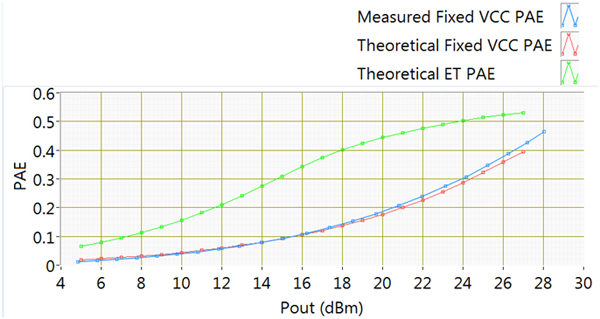 Measured Fixed VCC PAE
Theoretical Fixed VCC PAE
Theoretical ET PAE
0.6
0.5
0.4
0.3
0.2
0.1
0
PAE
4 6 8 10 12 14 16 18 20 22 24 26 28 30
Pout (dBm)